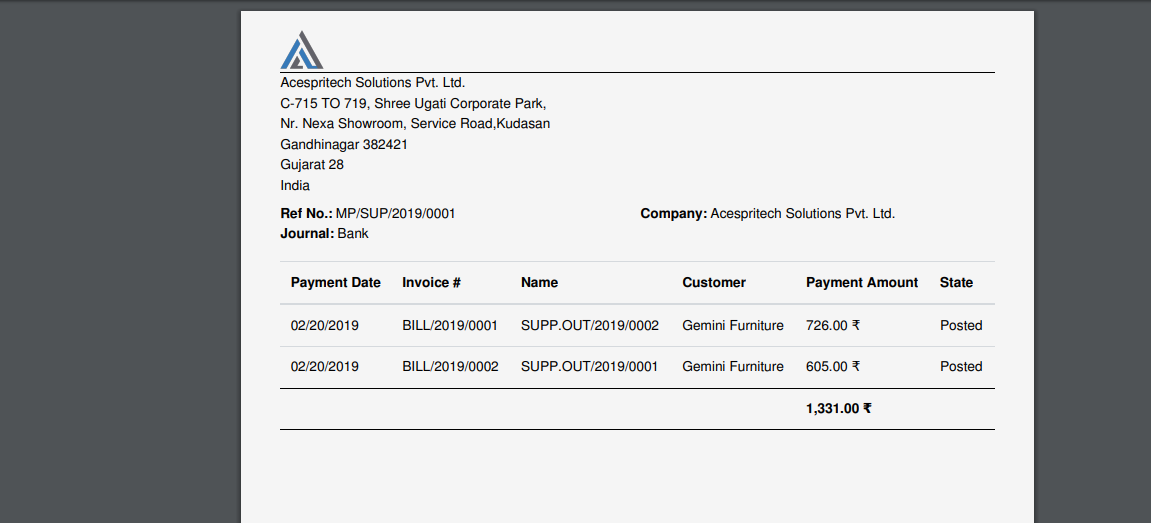 Acespritech Solutions Pvt. Ltd.
C-715 TO 719, Shree Ugati Corporate Park,
Nr. Nexa Showroom, Service Road,Kudasan
Gandhinagar 382421
Gujarat 28
India
Ref No.: MP/SUP/2019/0001 Company: Acespritech Solutions Pvt. Ltd.
Journal: Bank
Payment Date Invoice # Name Customer Payment Amount State
02/20/2019 BILL/2019/0001 SUPP.OUT/2019/0002 Gemini Furniture 726.00 ₹ Posted
02/20/2019 BILL/2019/0002 SUPP.OUT/2019/0001 Gemini Furniture 605.00 ₹ Posted
1,331.00 ₹